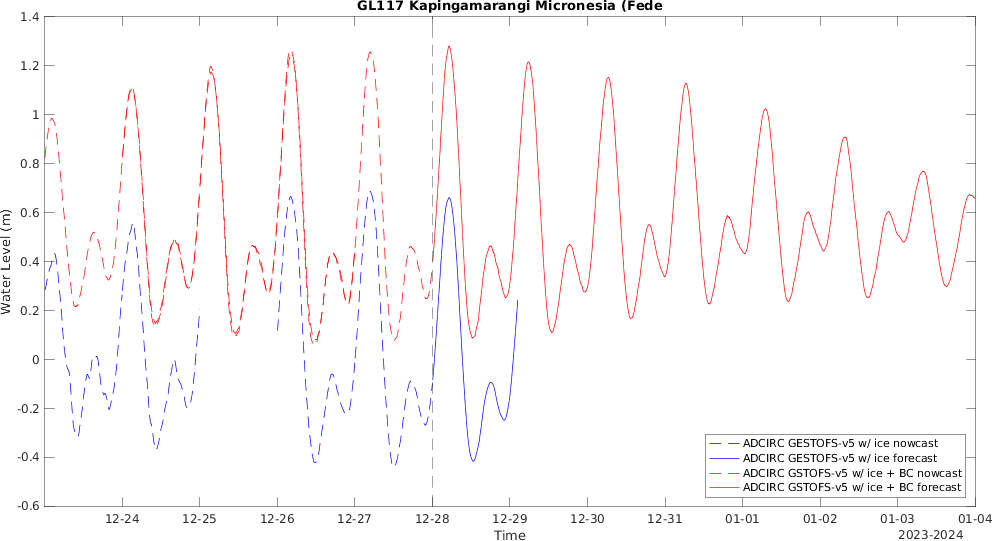 GL117 Kapingamarangi Micronesia (Fede
1.4
1.2
1
0.8
0.6
0.4
0.2
0
-0.2
-0.4
-0.6
Water Level (m)
ADCIRC GESTOFS-v5 w/ ice nowcast
ADCIRC GESTOFS-v5 w/ ice forecast
ADCIRC GSTOFS-v5 w/ ice + BC nowcast
ADCIRC GSTOFS-v5 w/ ice + BC forecast
12-24 12-25 12-26 12-27 12-28 12-29 12-30 12-31 01-01 01-02 01-03 01-04
Time
2023-2024